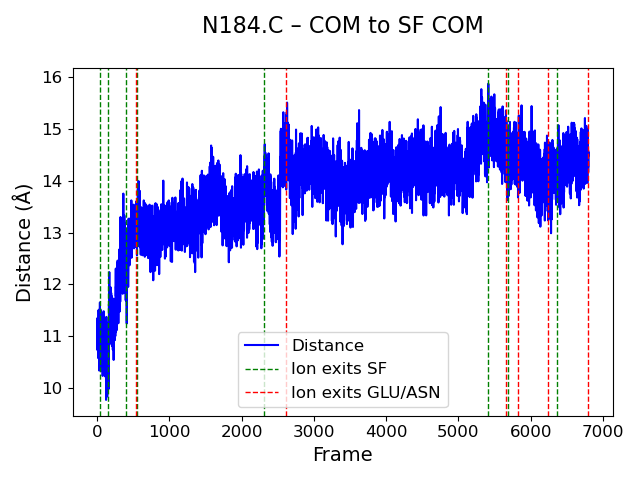 N184.C – COM to SF COM
16
15
14
13
12
11
10
Distance (Å)
Distance
Ion exits SF
Ion exits GLU/ASN
0 1000 2000 3000 4000 5000 6000 7000
Frame